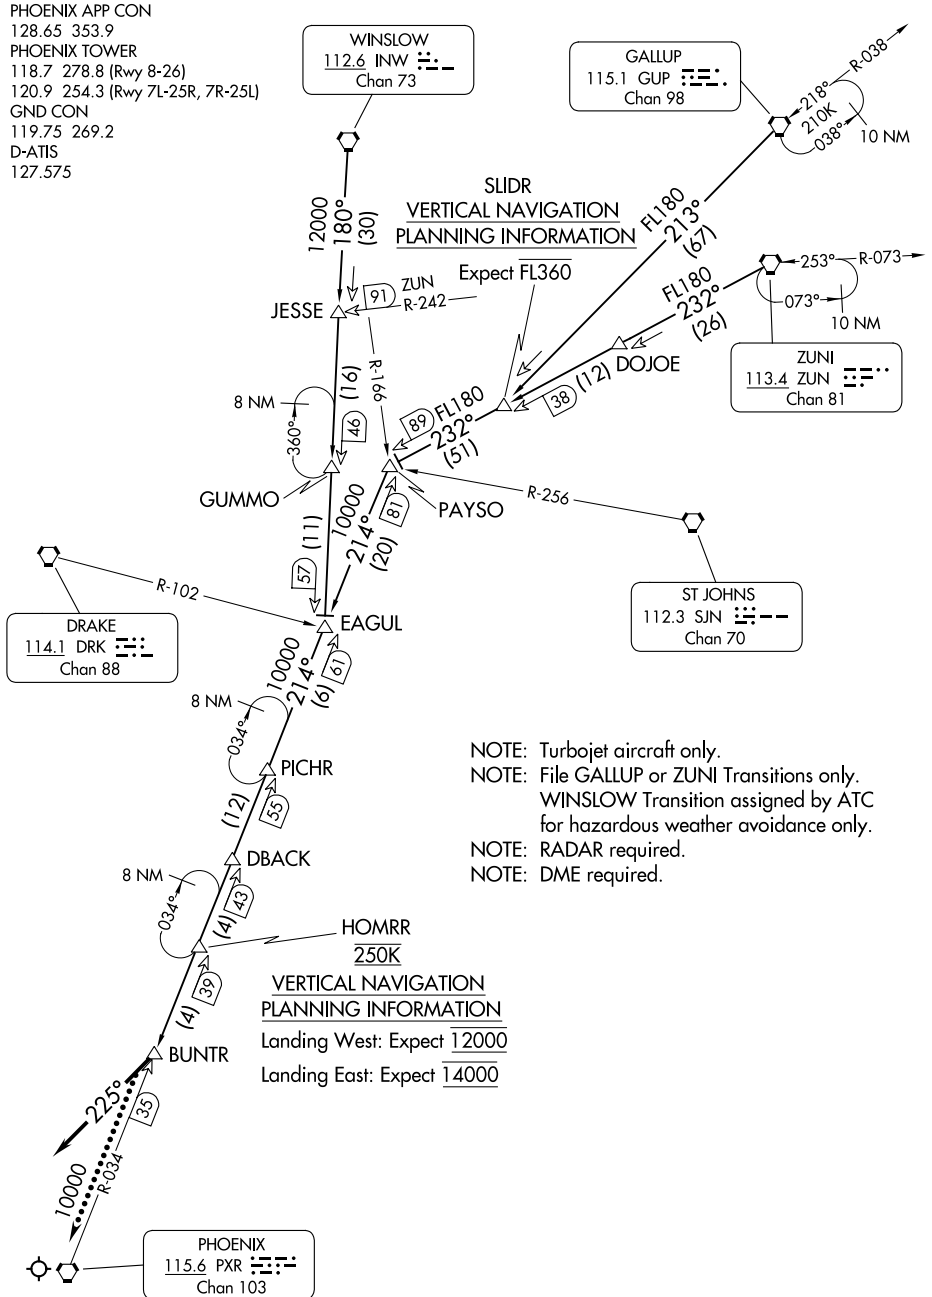 PHOENIX APP CON
128.65 353.9
PHOENIX TOWER
118.7 278.8 (Rwy 8-26)
120.9 254.3 (Rwy 7L-25R, 7R-25L)
GND CON
119.75 269.2
D-ATIS
127.575
WINSLOW
112.6 INW
Chan 73
GALLUP
115.1 GUP
Chan 98
R-038
218°
210K
038°
10 NM
12000
180°
(30)
SLIDR
VERTICAL NAVIGATION
PLANNING INFORMATION
Expect FL360
FL180
213°
(67)
FL180
232°
(26)
253°
R-073
073°
10 NM
ZUNI
113.4 ZUN
Chan 81
JESSE
91
ZUN
R-242
DOJOE
(12)
38
R-166
(16)
8 NM
360°
46
GUMMO
89
FL180
232°
(51)
PAYSO
81
R-256
10000
214°
(20)
(11)
57
ST JOHNS
112.3 SJN
Chan 70
R-102
DRAKE
114.1 DRK
Chan 88
EAGUL
61
10000
214°
(6)
8 NM
034°
PICHR
55
(12)
DBACK
43
8 NM
034°
(4)
HOMRR
250K
VERTICAL NAVIGATION
PLANNING INFORMATION
Landing West: Expect 12000
Landing East: Expect 14000
39
(4)
BUNTR
35
225°
10000
R-034
PHOENIX
115.6 PXR
Chan 103
NOTE: Turbojet aircraft only.
NOTE: File GALLUP or ZUNI Transitions only.
WINSLOW Transition assigned by ATC
for hazardous weather avoidance only.
NOTE: RADAR required.
NOTE: DME required.